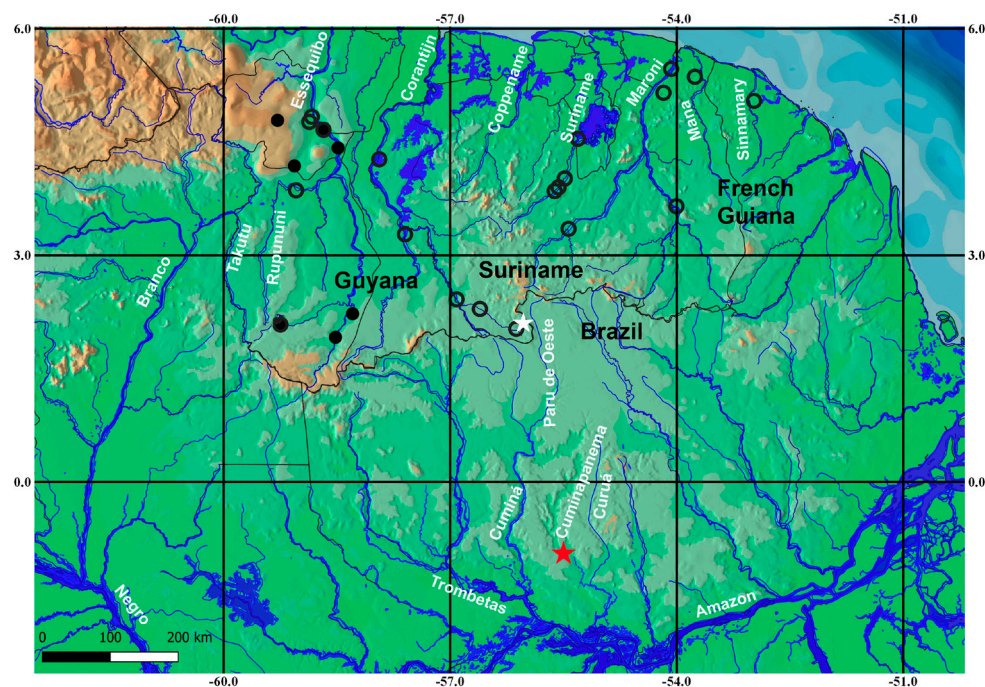 -60.0
-57.0
-54.0
-51.0
6.0
6.0
Essequibo
Corantijn
Coppename
Suriname
Maroni
Mana
Sinnamary
French
Guiana
Takutu
Rupununi
3.0
3.0
Branco
Guyana
Suriname
Brazil
Paru de Oeste
0.0
0.0
Cuminá
Cuminapanema
Curuá
Trombetas
Amazon
Negro
0
100
200 km
-60.0
-57.0
-54.0
-51.0